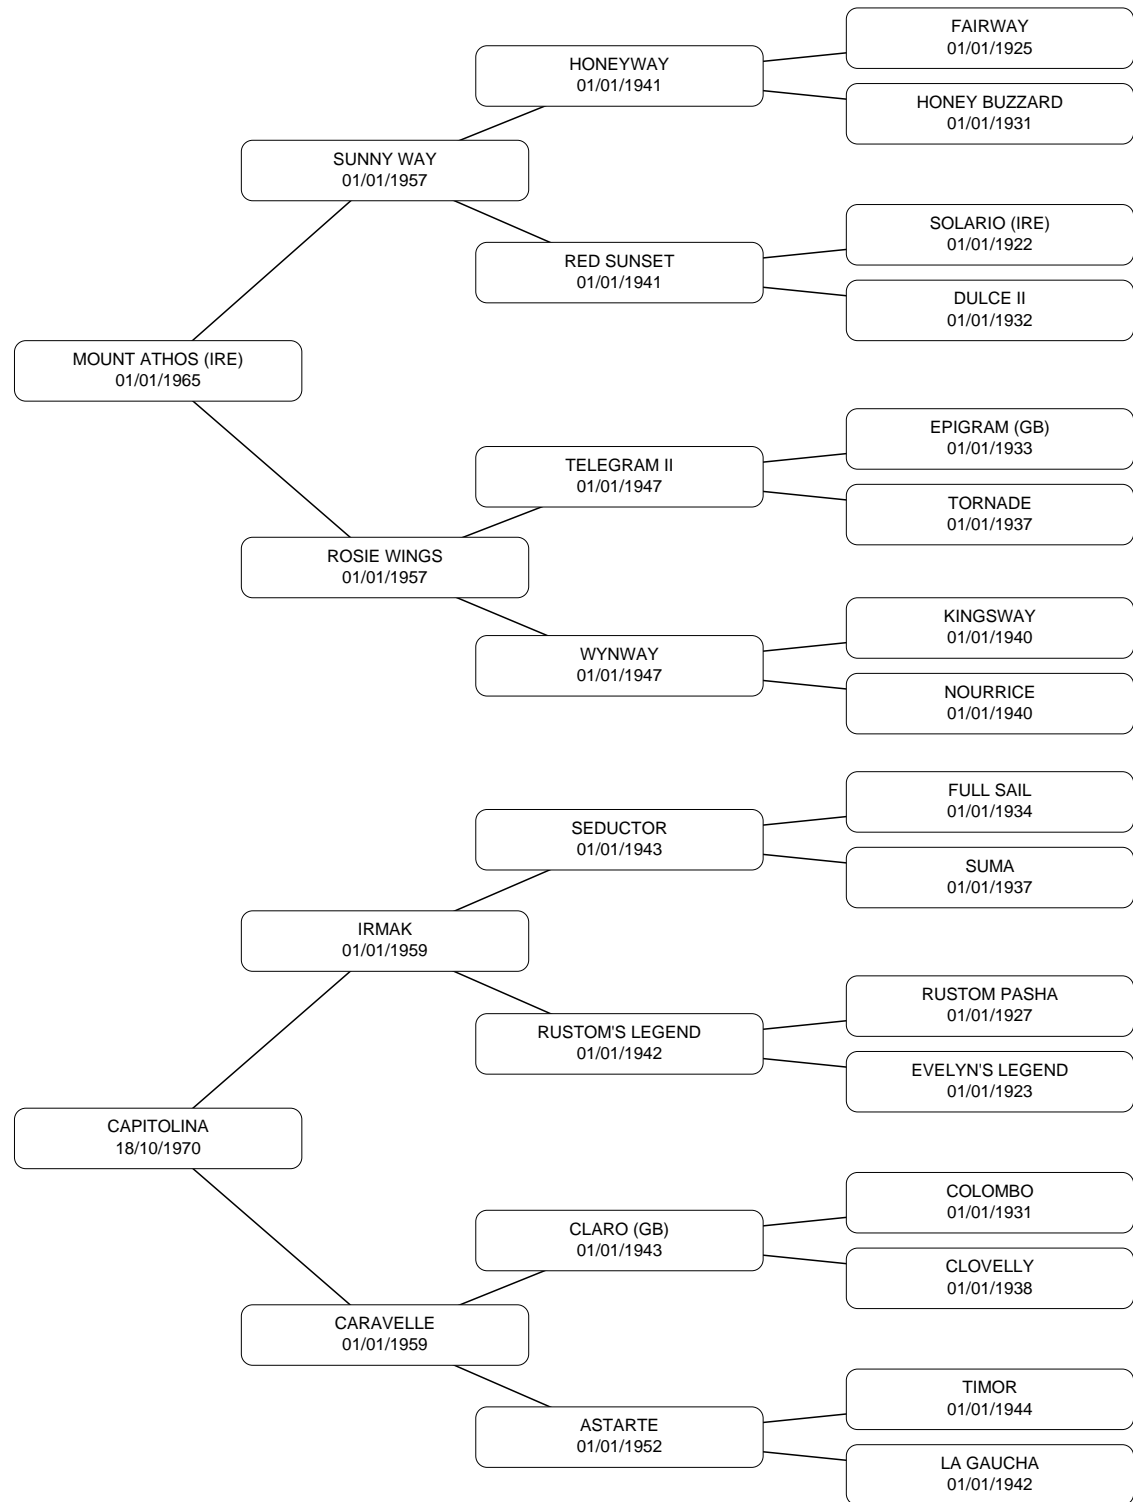 FAIRWAY
01/01/1925
HONEYWAY
01/01/1941
HONEY BUZZARD
01/01/1931
SUNNY WAY
01/01/1957
SOLARIO (IRE)
01/01/1922
RED SUNSET
01/01/1941
DULCE II
01/01/1932
MOUNT ATHOS (IRE)
01/01/1965
EPIGRAM (GB)
01/01/1933
TELEGRAM II
01/01/1947
TORNADE
01/01/1937
ROSIE WINGS
01/01/1957
KINGSWAY
01/01/1940
WYNWAY
01/01/1947
NOURRICE
01/01/1940
FULL SAIL
01/01/1934
SEDUCTOR
01/01/1943
SUMA
01/01/1937
IRMAK
01/01/1959
RUSTOM PASHA
01/01/1927
RUSTOM'S LEGEND
01/01/1942
EVELYN'S LEGEND
01/01/1923
CAPITOLINA
18/10/1970
COLOMBO
01/01/1931
CLARO (GB)
01/01/1943
CLOVELLY
01/01/1938
CARAVELLE
01/01/1959
TIMOR
01/01/1944
ASTARTE
01/01/1952
LA GAUCHA
01/01/1942